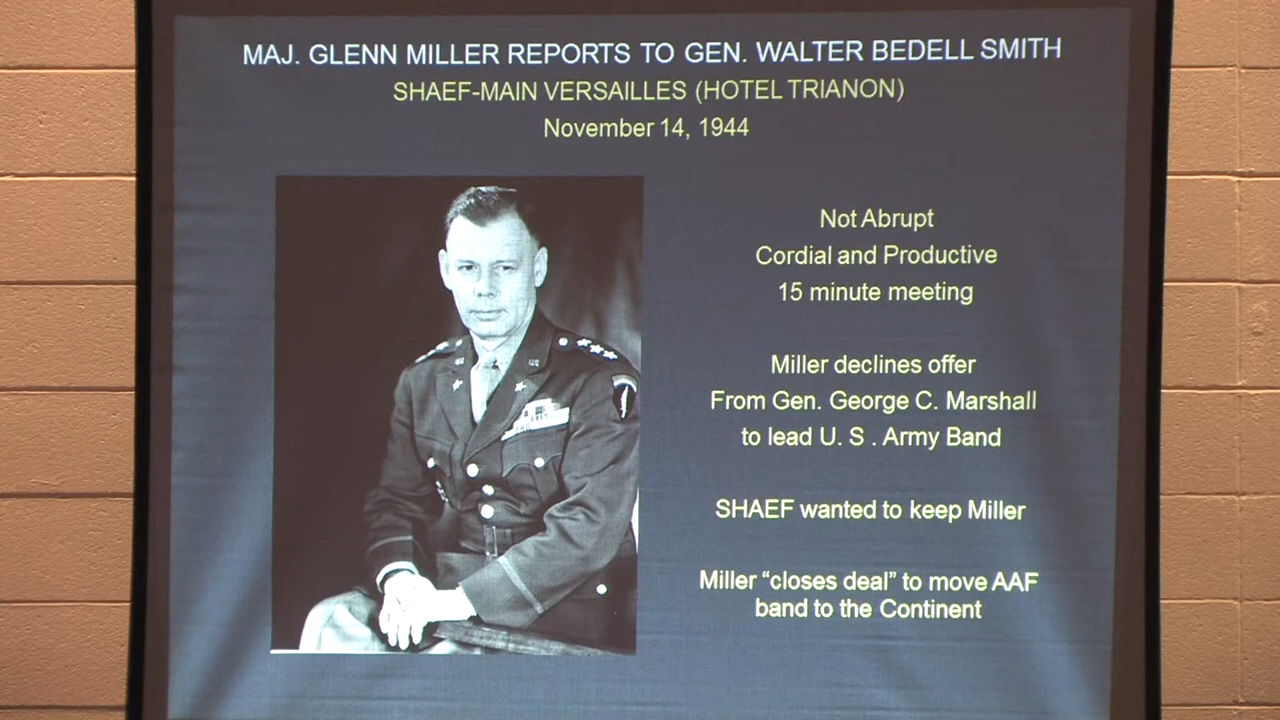 MAJ. GLENN MILLER REPORTS TO GEN. WALTER BEDELL SMITH
SHAEF-MAIN VERSAILLES (HOTEL TRIANON)
November 14, 1944
Not Abrupt
Cordial and Productive
15 minute meeting
Miller declines offer
From Gen. George C. Marshall
to lead U. S . Army Band
SHAEF wanted to keep Miller
Miller “closes deal” to move AAF
band to the Continent